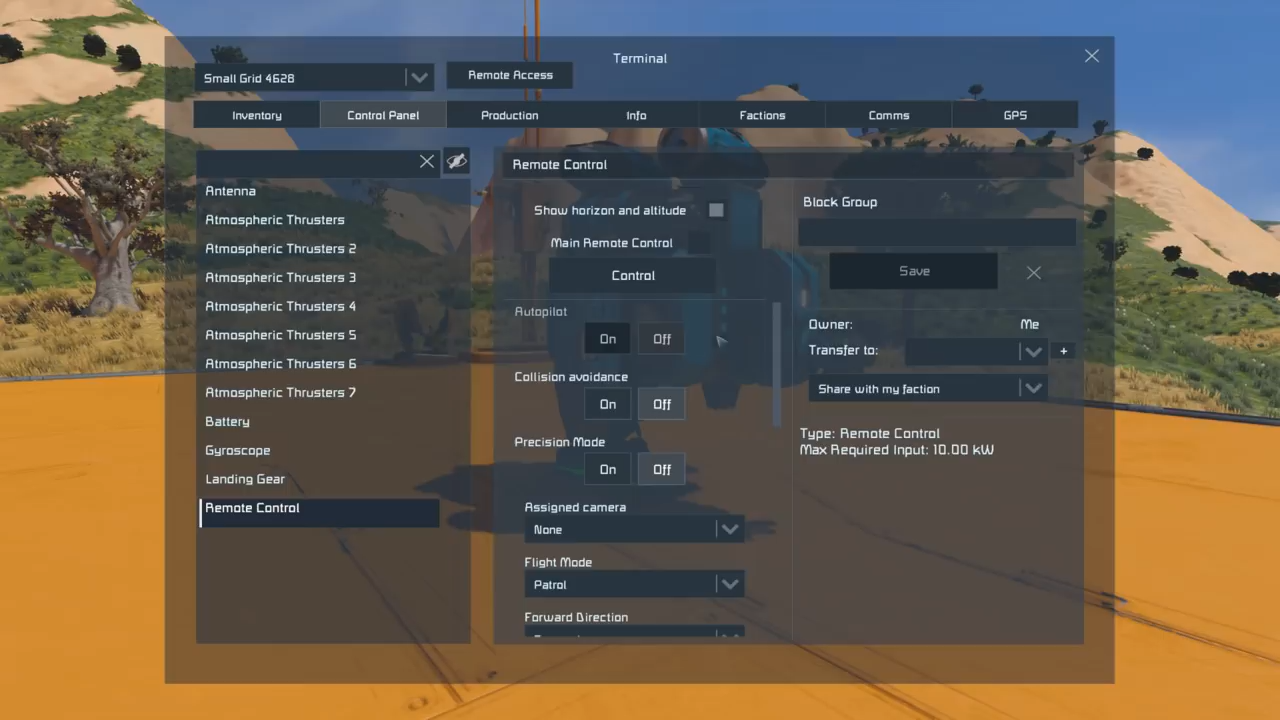 Terminal
Small Grid 4628
Remote Access
Inventory
Control Panel
Production
Info
Factions
Comms
GPS
Antenna
Atmospheric Thrusters
Atmospheric Thrusters 2
Atmospheric Thrusters 3
Atmospheric Thrusters 4
Atmospheric Thrusters 5
Atmospheric Thrusters 6
Atmospheric Thrusters 7
Battery
Gyroscope
Landing Gear
Remote Control
Remote Control
Show horizon and altitude
Main Remote Control
Control
Autopilot
On Off
Collision avoidance
On Off
Precision Mode
On Off
Assigned camera
None
Flight Mode
Patrol
Forward Direction
Block Group
Save
Owner: Me
Transfer to:
+
Share with my faction
Type: Remote Control
Max Required Input: 10.00 kW